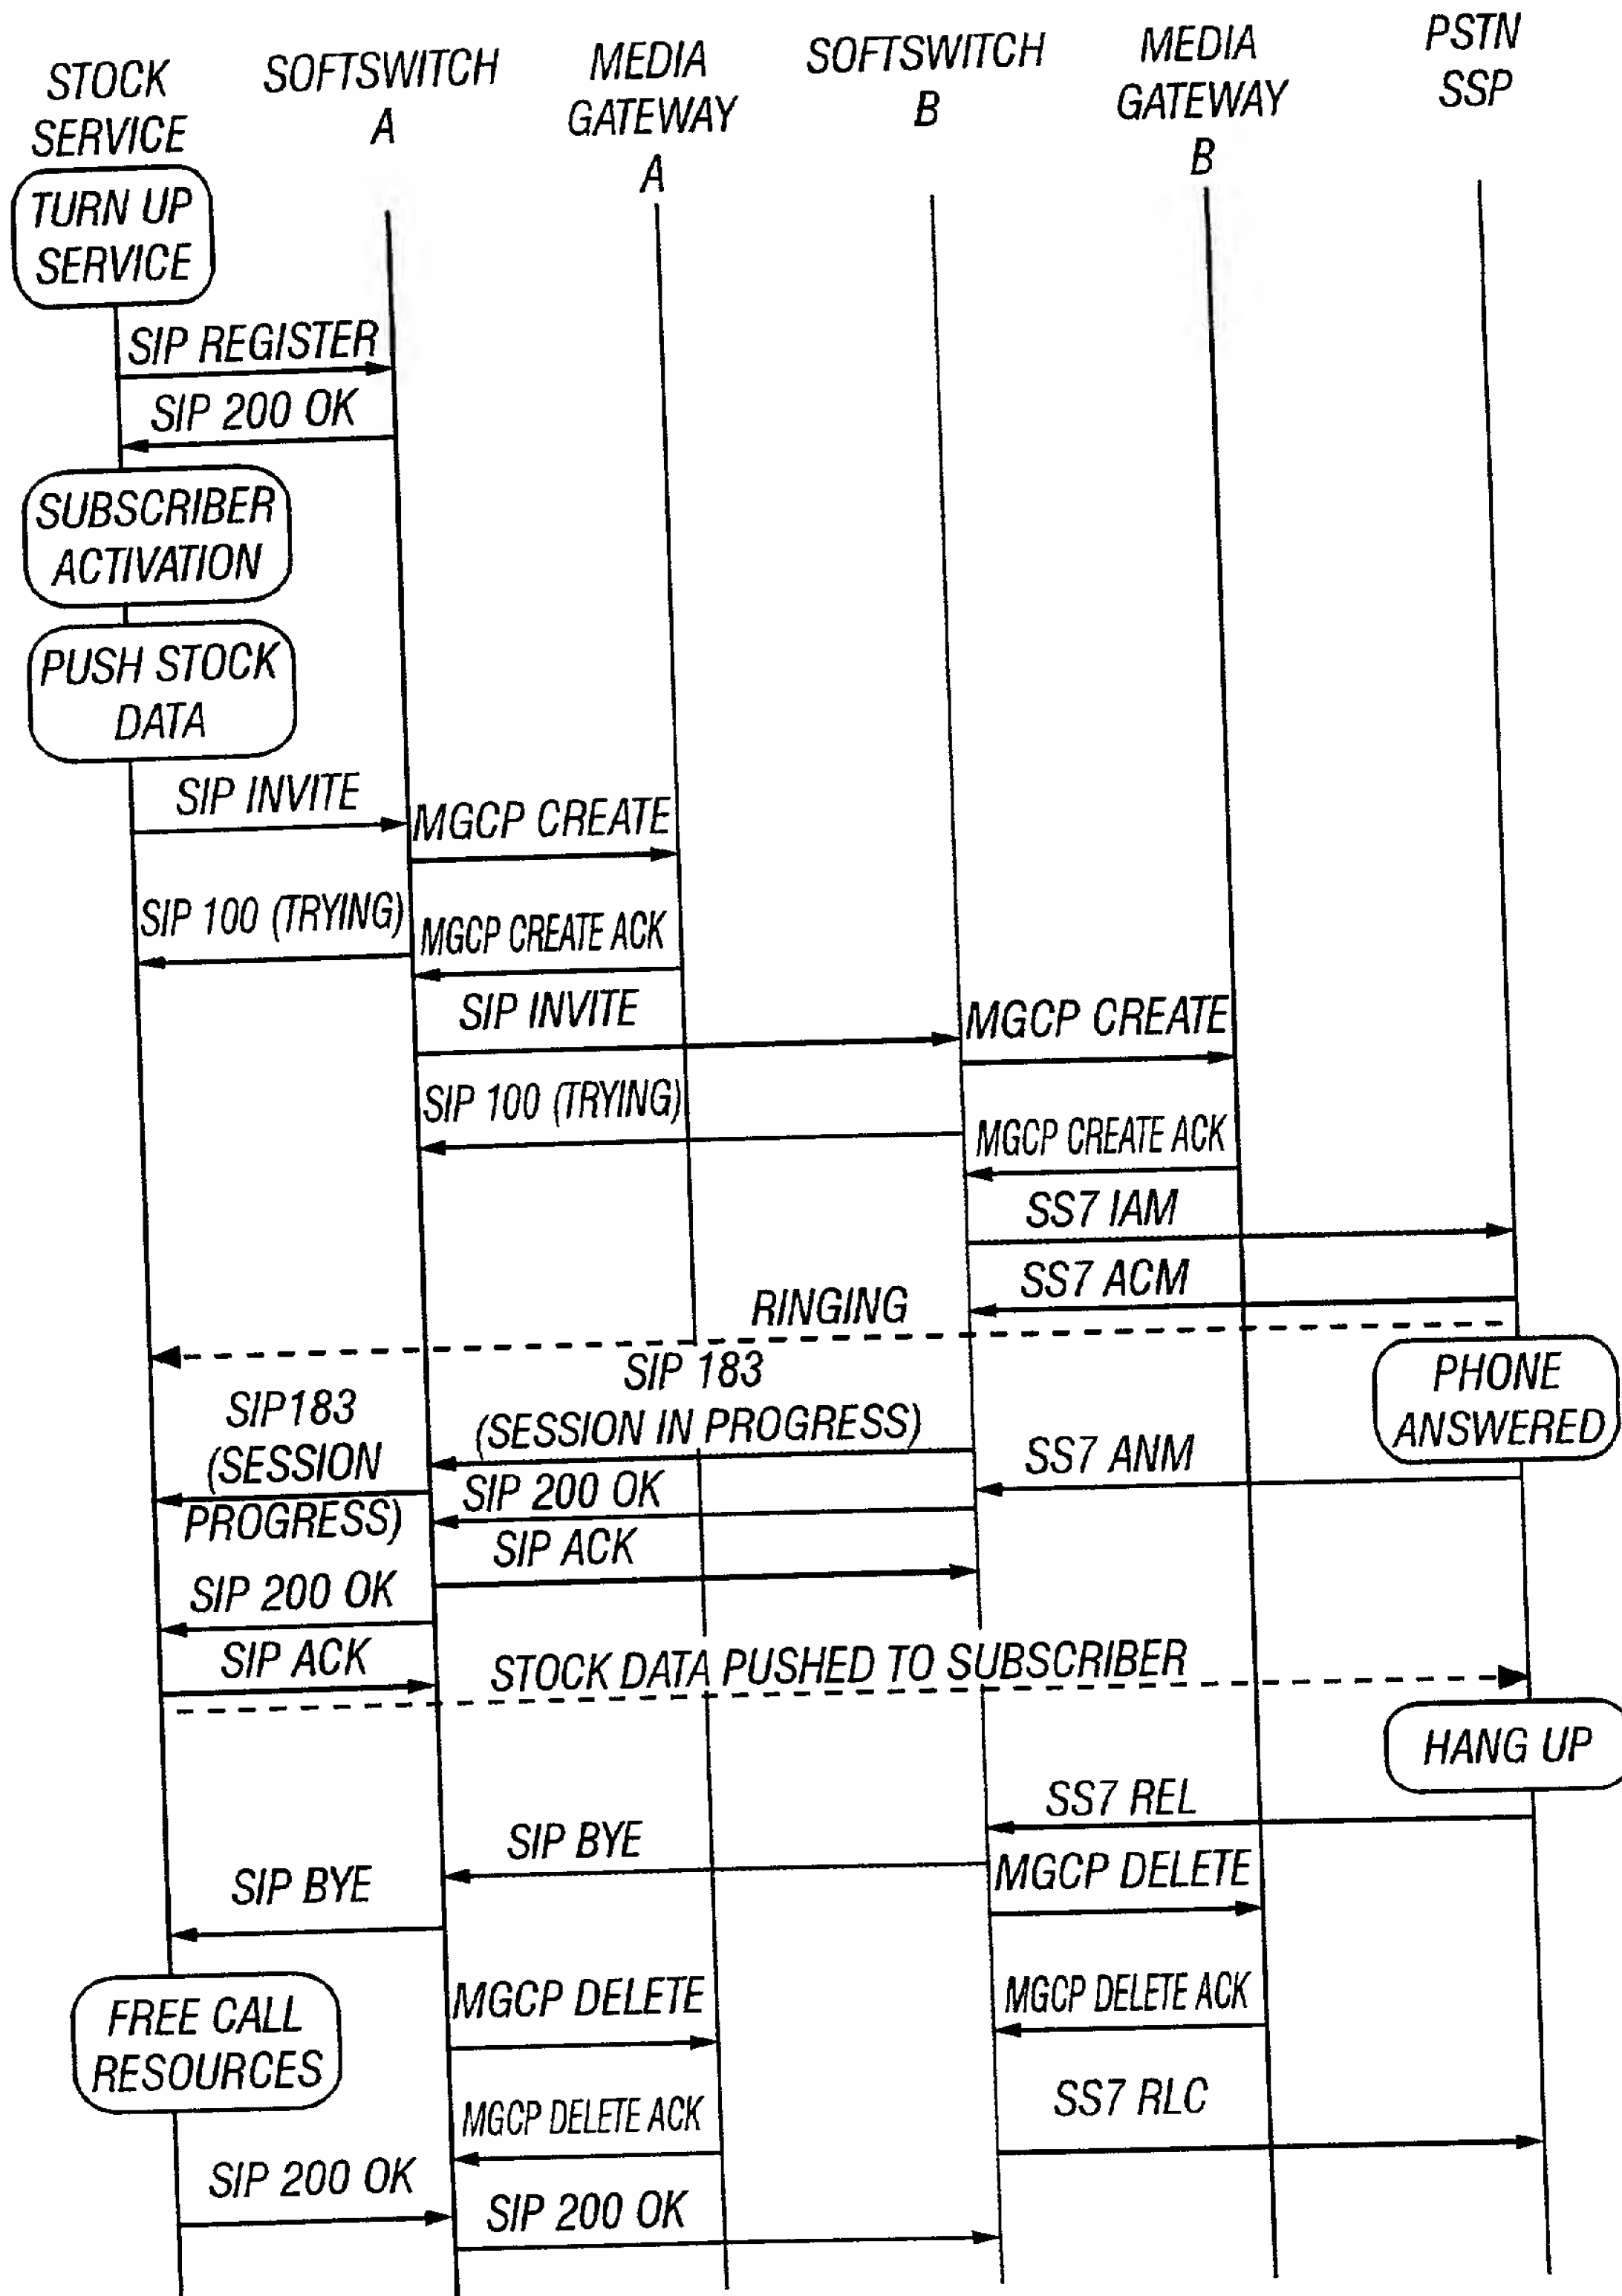 STOCK
SERVICE
SOFTSWITCH
A
MEDIA
GATEWAY
A
SOFTSWITCH
B
MEDIA
GATEWAY
B
PSTN
SSP
TURN UP
SERVICE
SIP REGISTER
SIP 200 OK
SUBSCRIBER
ACTIVATION
PUSH STOCK
DATA
SIP INVITE
MGCP CREATE
SIP 100 (TRYING)
MGCP CREATE ACK
SIP INVITE
MGCP CREATE
SIP 100 (TRYING)
MGCP CREATE ACK
SS7 IAM
SS7 ACM
RINGING
PHONE
ANSWERED
SIP 183
(SESSION IN PROGRESS)
SIP183
(SESSION
PROGRESS)
SS7 ANM
SIP 200 OK
SIP ACK
SIP 200 OK
SIP ACK
STOCK DATA PUSHED TO SUBSCRIBER
HANG UP
SS7 REL
SIP BYE
MGCP DELETE
SIP BYE
MGCP DELETE
MGCP DELETE ACK
FREE CALL
RESOURCES
MGCP DELETE ACK
SS7 RLC
SIP 200 OK
SIP 200 OK